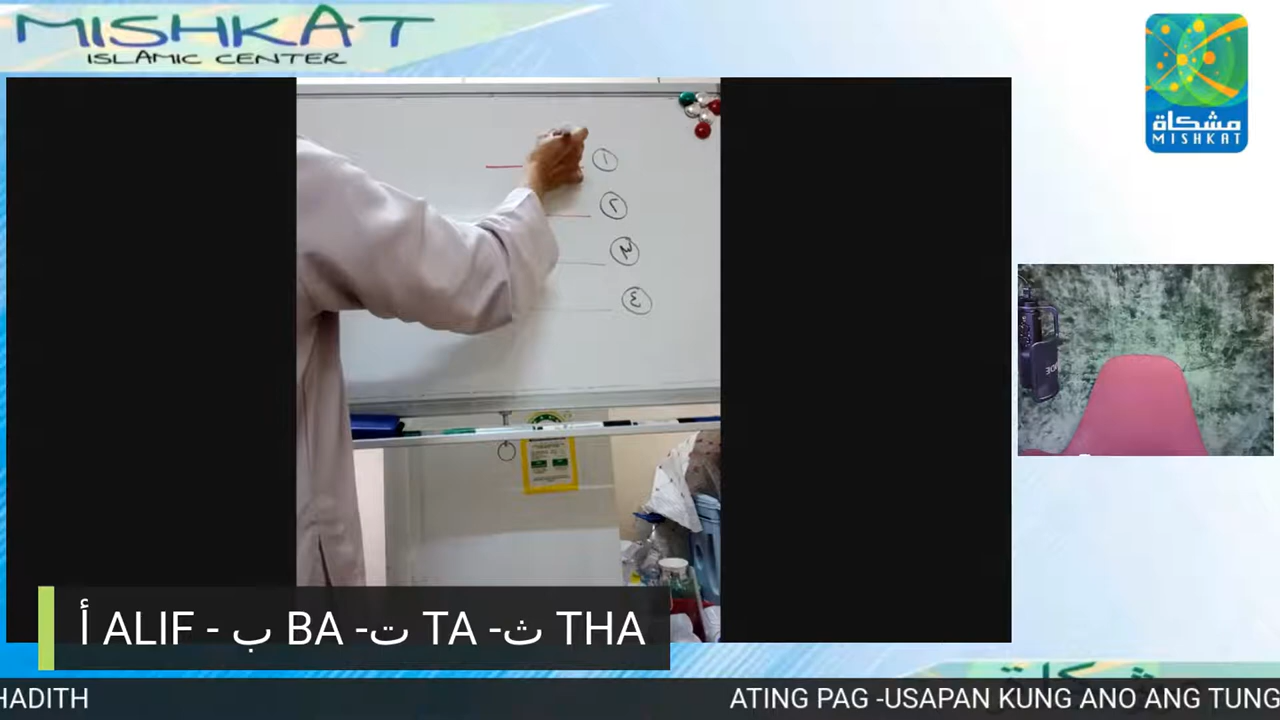 MISHKAT
ISLAMIC CENTER
مشكاة
MISHKAT
١
٢
٣
٤
أ ALIF - ب BA -ت TA -ث THA
HADITH
ATING PAG -USAPAN KUNG ANO ANG TUNG